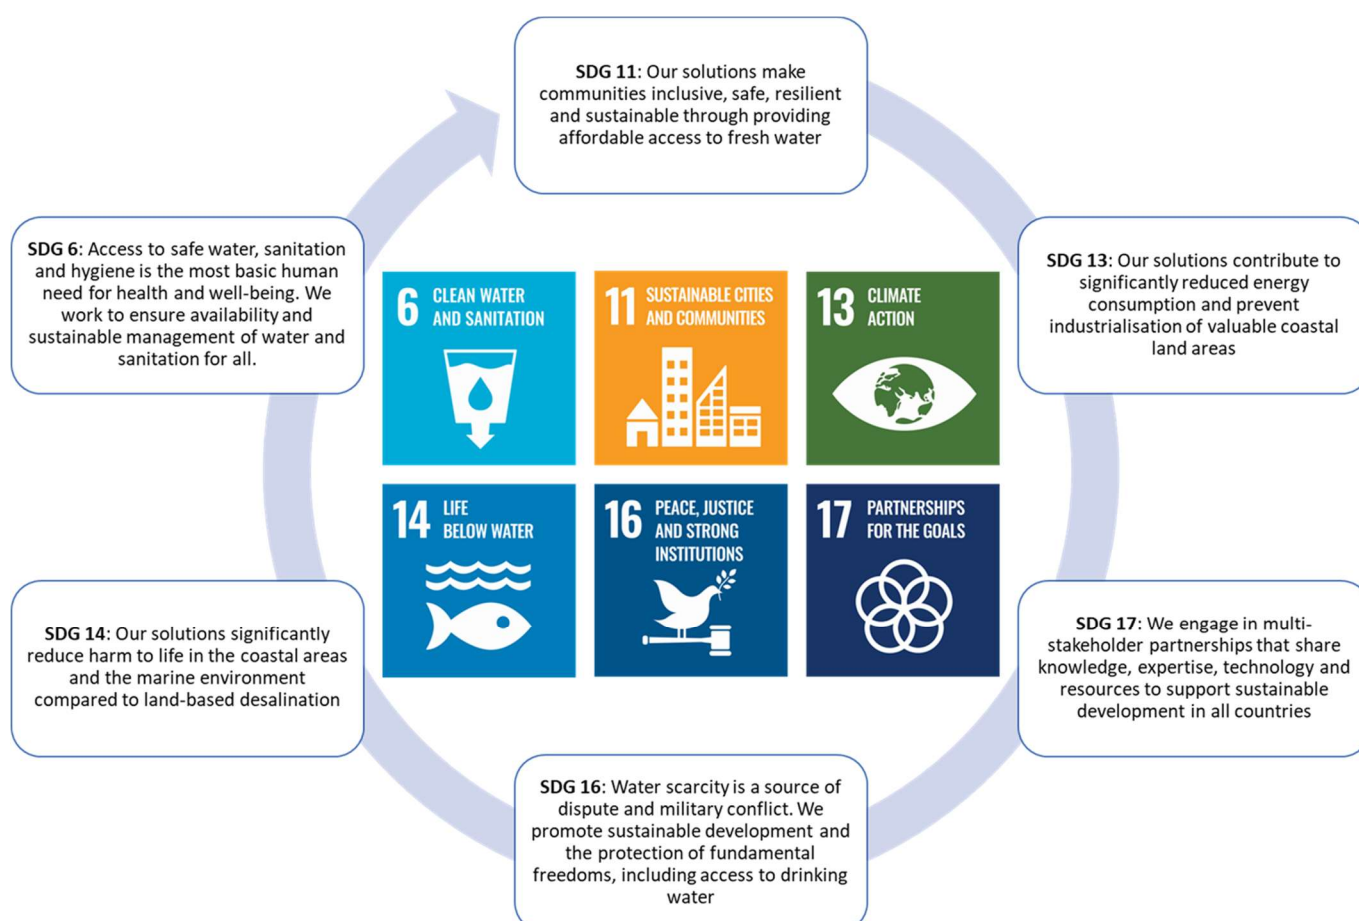 SDG 11: Our solutions make
communities inclusive, safe, resilient
and sustainable through providing
affordable access to fresh water
SDG 6: Access to safe water, sanitation
and hygiene is the most basic human
need for health and well-being. We
work to ensure availability and
sustainable management of water and
sanitation for all.
SDG 13: Our solutions contribute to
significantly reduced energy
consumption and prevent
industrialisation of valuable coastal
land areas
6 CLEAN WATER
AND SANITATION
11 SUSTAINABLE CITIES
AND COMMUNITIES
13 CLIMATE
ACTION
14 LIFE
BELOW WATER
16 PEACE, JUSTICE
AND STRONG
INSTITUTIONS
17 PARTNERSHIPS
FOR THE GOALS
SDG 14: Our solutions significantly
reduce harm to life in the coastal areas
and the marine environment
compared to land-based desalination
SDG 17: We engage in multi-
stakeholder partnerships that share
knowledge, expertise, technology and
resources to support sustainable
development in all countries
SDG 16: Water scarcity is a source of
dispute and military conflict. We
promote sustainable development and
the protection of fundamental
freedoms, including access to drinking
water